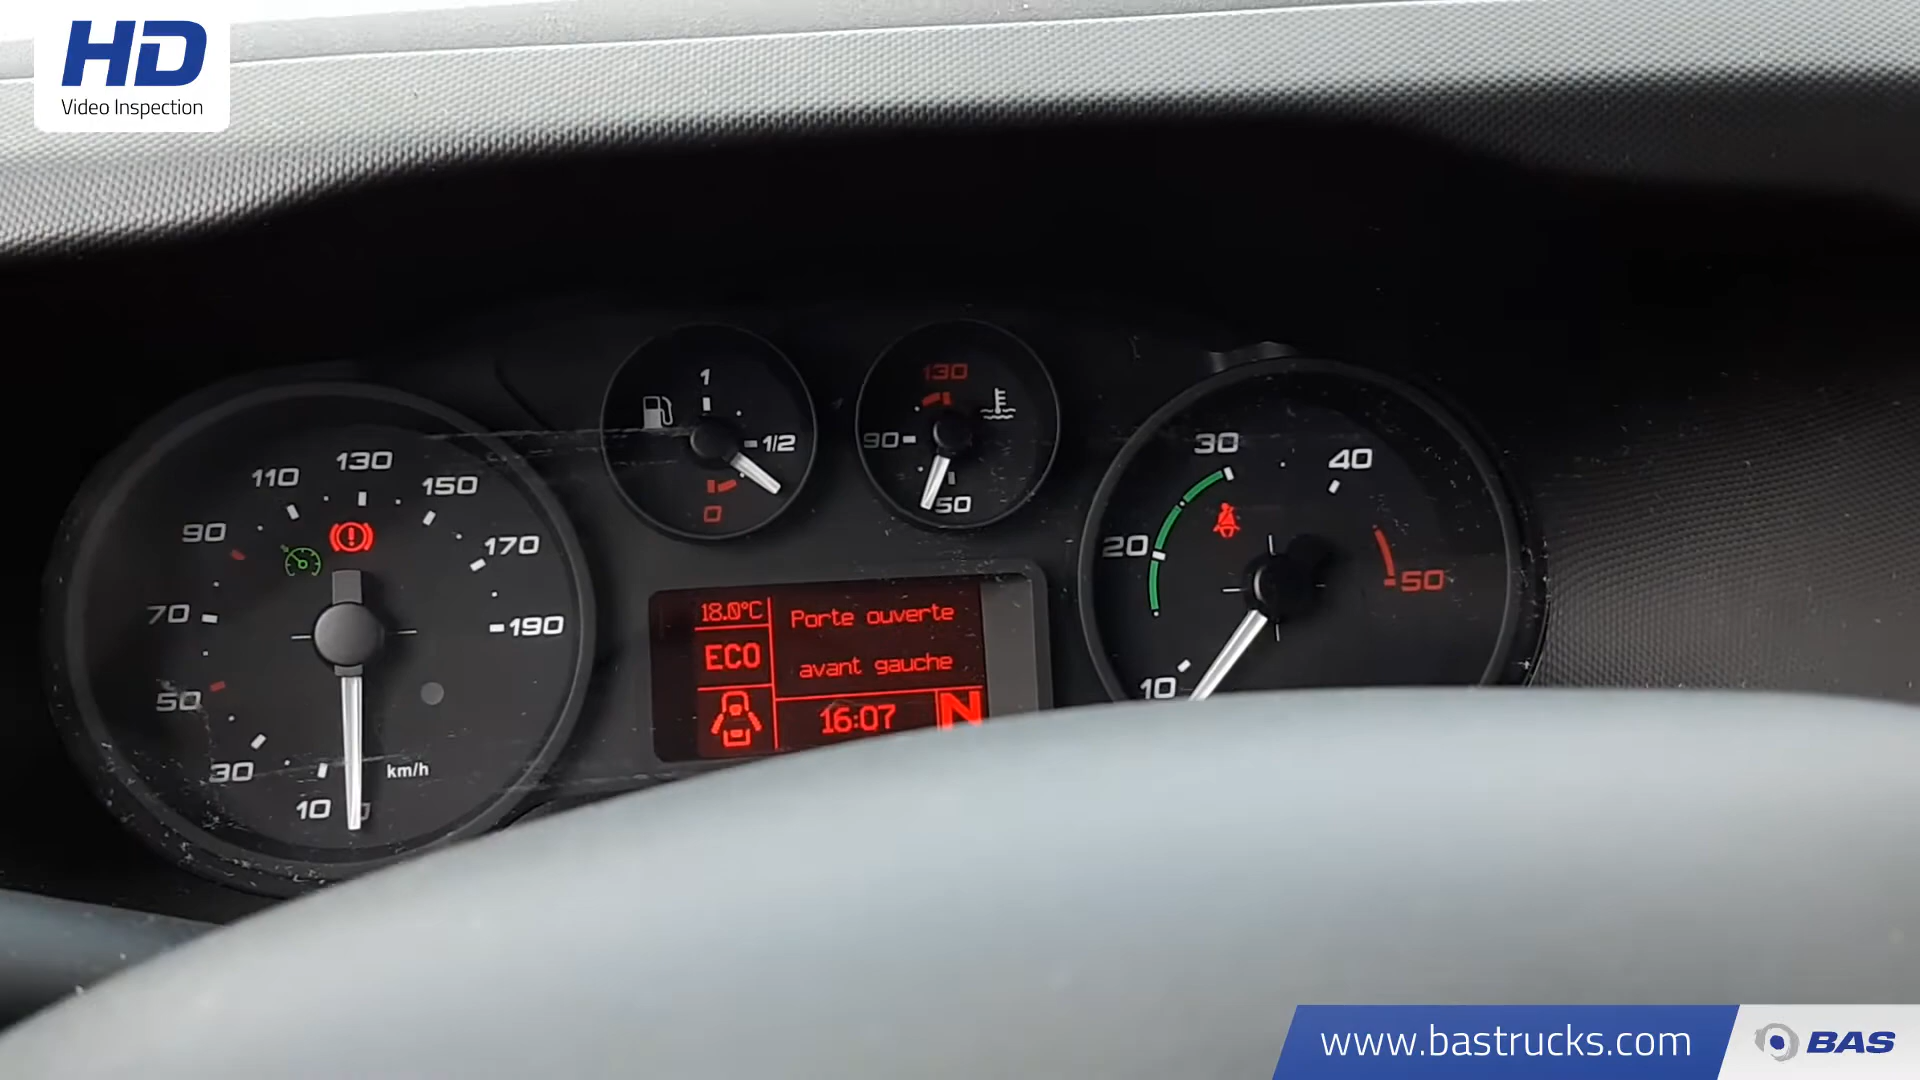 HD
Video Inspection
110
130
150
90
170
70
190
50
30
10
km/h
1
1/2
0
130
90
50
30
40
20
50
10
18.0°C
Porte ouverte
ECO
avant gauche
16:07
N
www.bastrucks.com
BAS